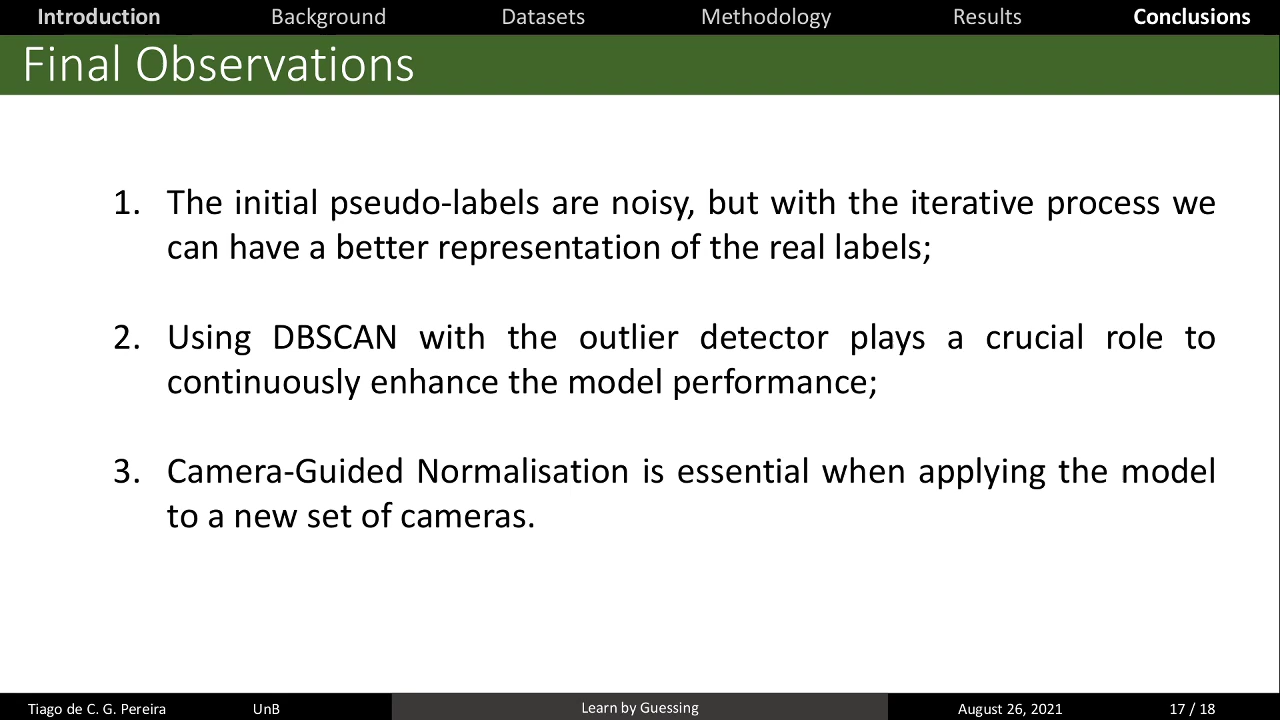 Introduction Background Datasets Methodology Results Conclusions
Final Observations
1. The initial pseudo-labels are noisy, but with the iterative process we
can have a better representation of the real labels;
2. Using DBSCAN with the outlier detector plays a crucial role to
continuously enhance the model performance;
3. Camera-Guided Normalisation is essential when applying the model
to a new set of cameras.
Tiago de C. G. Pereira UnB Learn by Guessing August 26, 2021 17 / 18